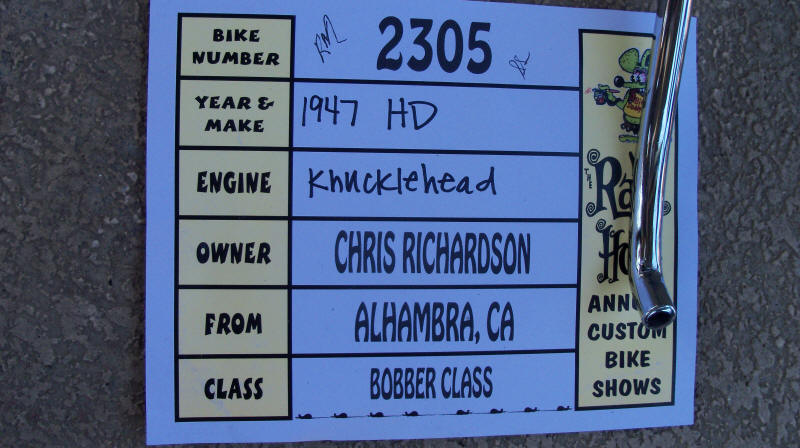 BIKE NUMBER 2305
YEAR & MAKE 1947 HD
ENGINE Knucklehead
OWNER CHRIS RICHARDSON
FROM ALHAMBRA, CA
CLASS BOBBER CLASS
THE
CUSTOM
BIKE
SHOWS